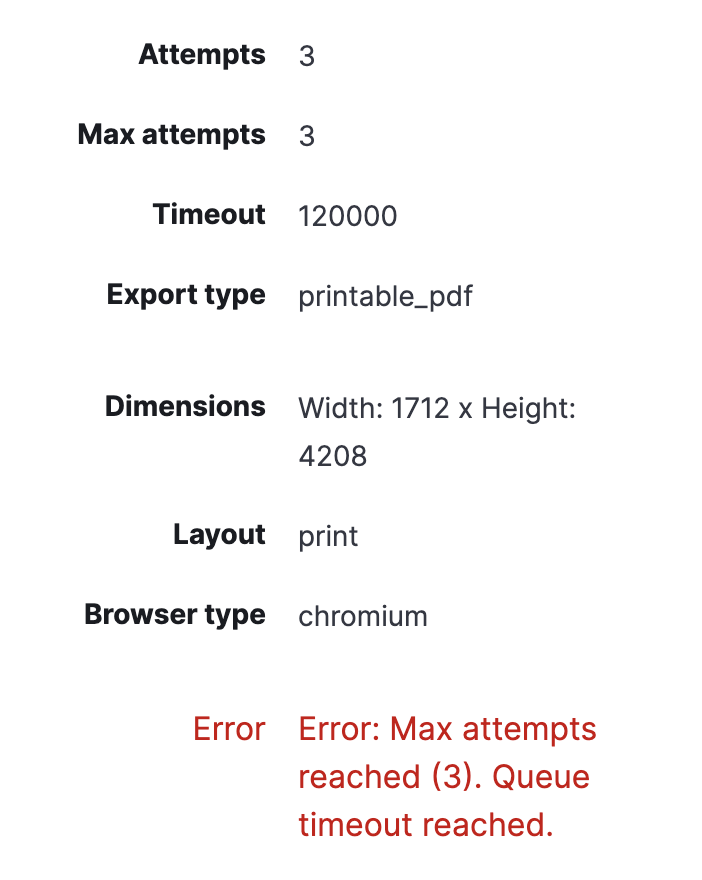 Attempts 3
Max attempts 3
Timeout 120000
Export type printable_pdf
Dimensions Width: 1712 x Height:
4208
Layout print
Browser type chromium
Error Error: Max attempts
reached (3). Queue
timeout reached.